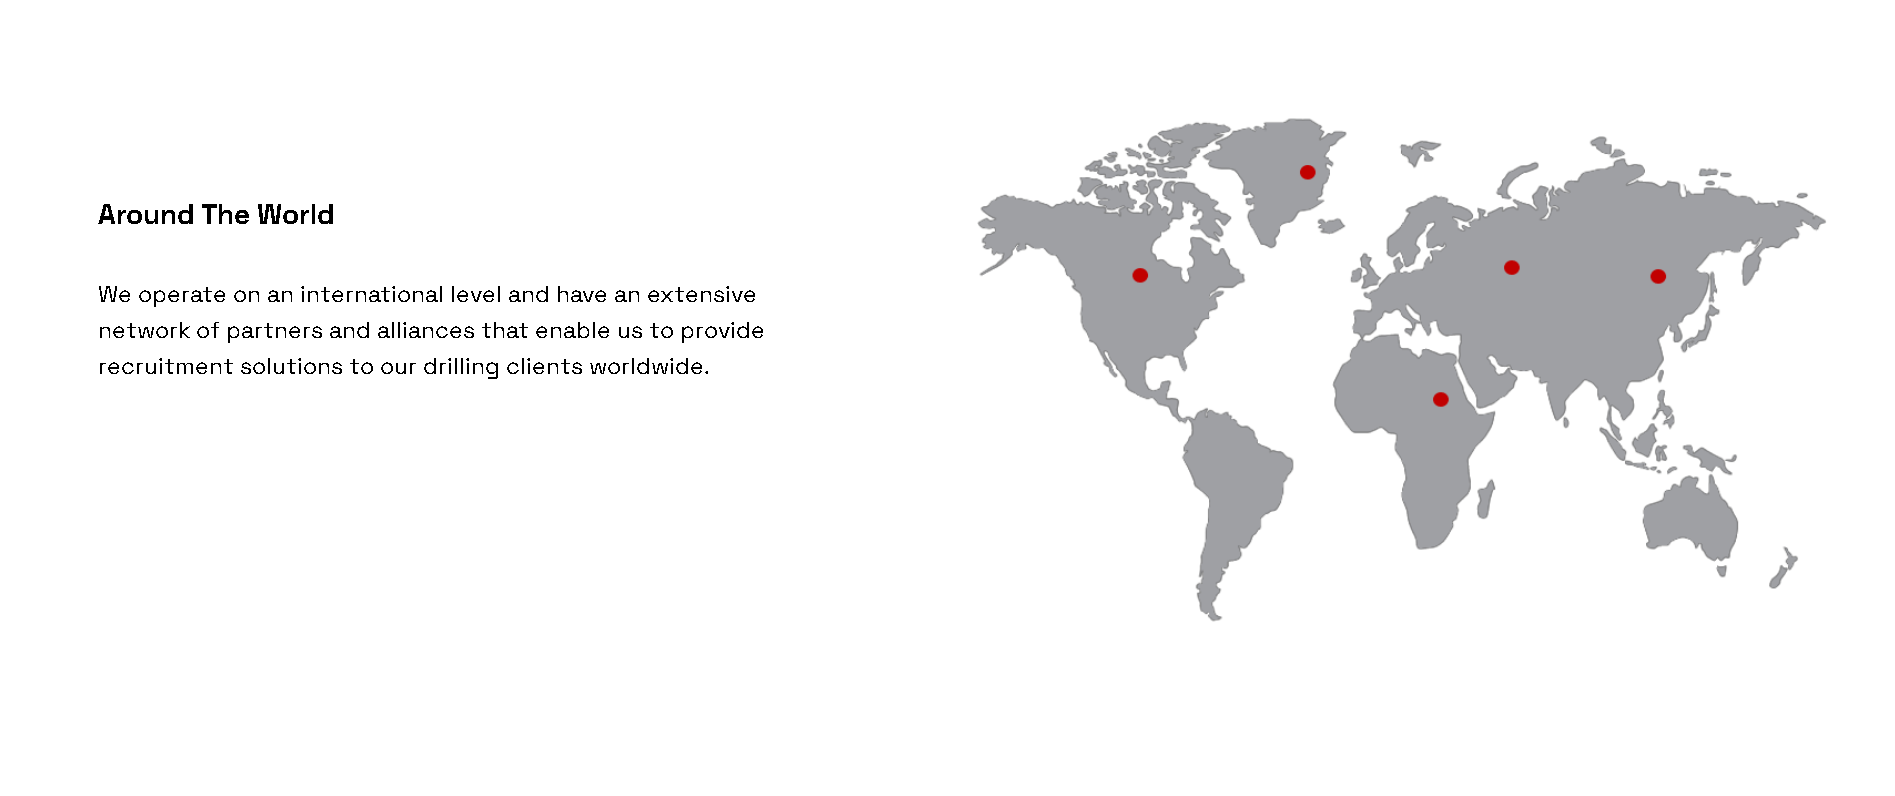 Around The World
We operate on an international level and have an extensive
network of partners and alliances that enable us to provide
recruitment solutions to our drilling clients worldwide.